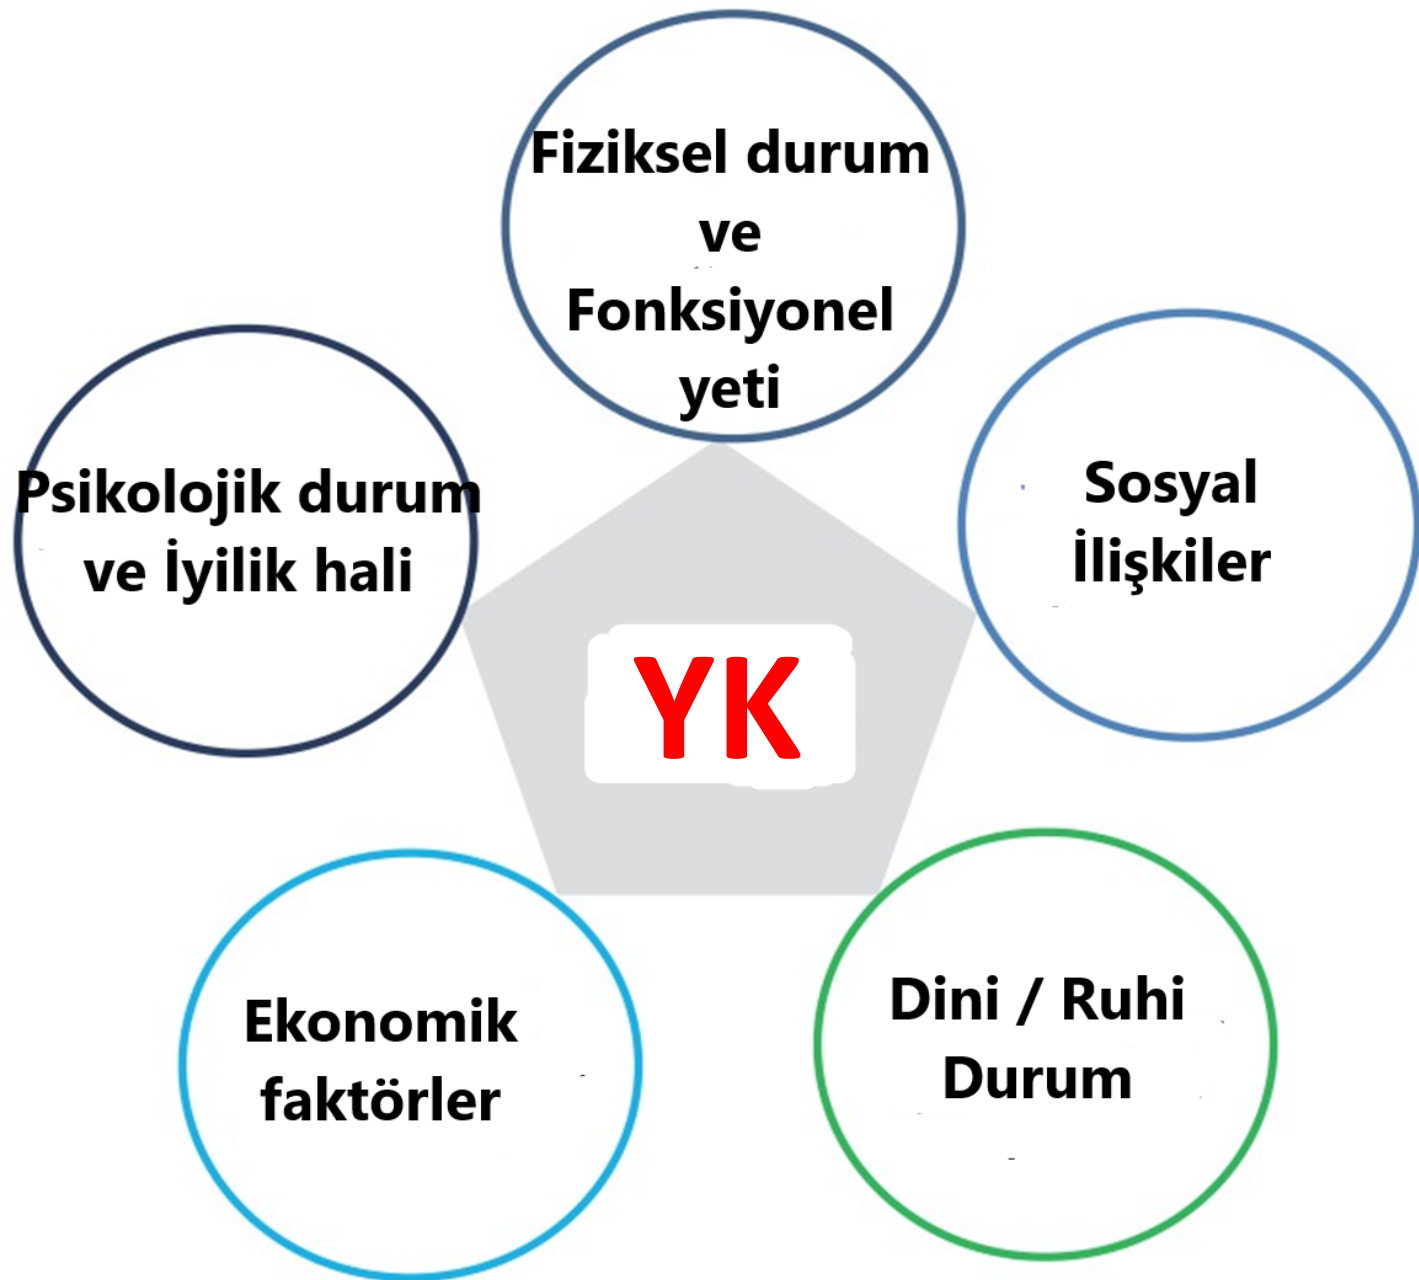 Fiziksel durum
ve
Fonksiyonel
yeti
Psikolojik durum
ve İyilik hali
Sosyal
İlişkiler
YK
Ekonomik
faktörler
Dini / Ruhi
Durum